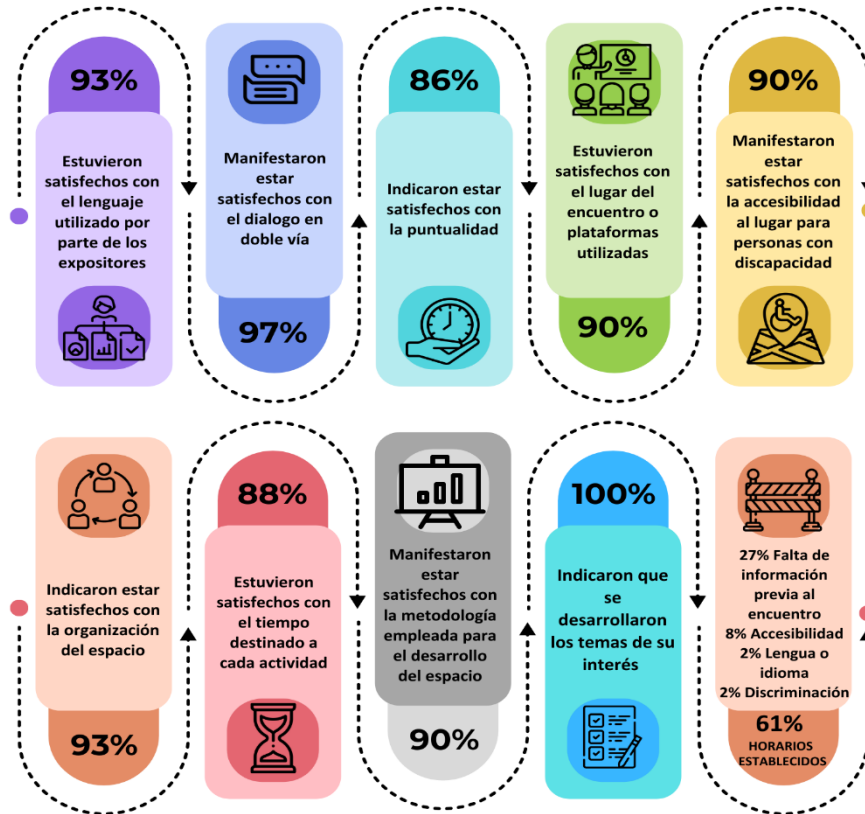 93%
Estuvieron
satisfechos con
el lenguaje
utilizado por
parte de los
expositores
Manifestaron
estar
satisfechos con
el dialogo en
doble vía
97%
86%
Indicaron estar
satisfechos con
la puntualidad
Estuvieron
satisfechos con
el lugar del
encuentro o
plataformas
utilizadas
90%
90%
Manifestaron
estar
satisfechos con
la accesibilidad
al lugar para
personas con
discapacidad
Indicaron estar
satisfechos con
la organización
del espacio
93%
88%
Estuvieron
satisfechos con
el tiempo
destinado a
cada actividad
Manifestaron
estar
satisfechos con
la metodología
empleada para
el desarrollo
del espacio
90%
100%
Indicaron que
se
desarrollaron
los temas de su
interés
27% Falta de
información
previa al
encuentro
8% Accesibilidad
2% Lengua o
idioma
2% Discriminación
61%
HORARIOS
ESTABLECIDOS